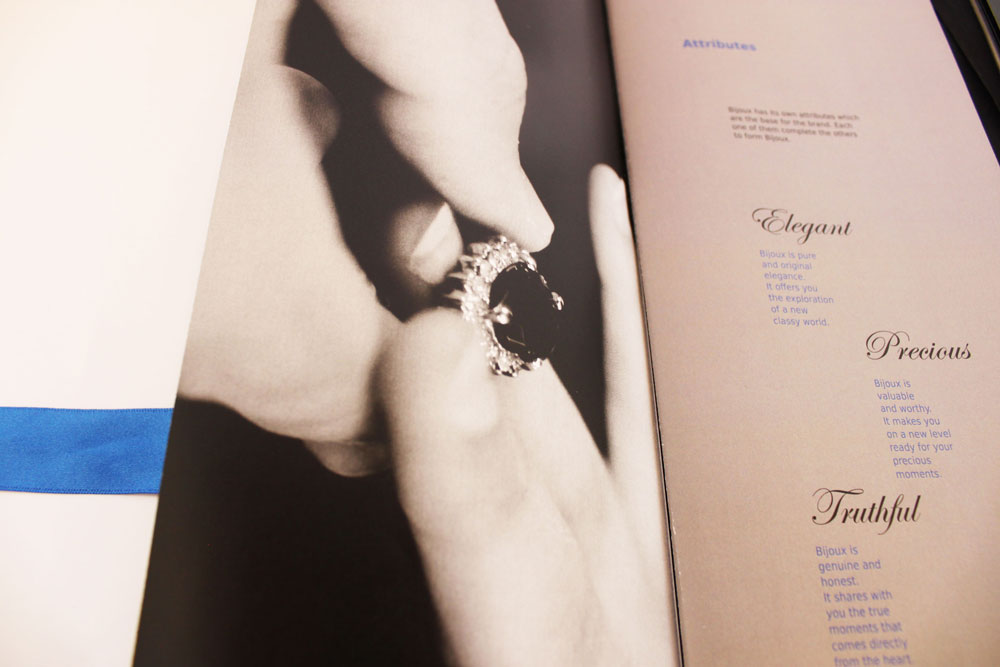 Attributes
Bijoux has its own attributes which
are the base for the brand. Each
one of them complete the others
to form Bijoux.
Elegant
Bijoux is pure
and original
elegance.
It offers you
the exploration
of a new
classy world.
Precious
Bijoux is
valuable
and worthy.
It makes you
on a new level
ready for your
precious
moments.
Truthful
Bijoux is
genuine and
honest.
It shares with
you the true
moments that
comes directly
from the heart.